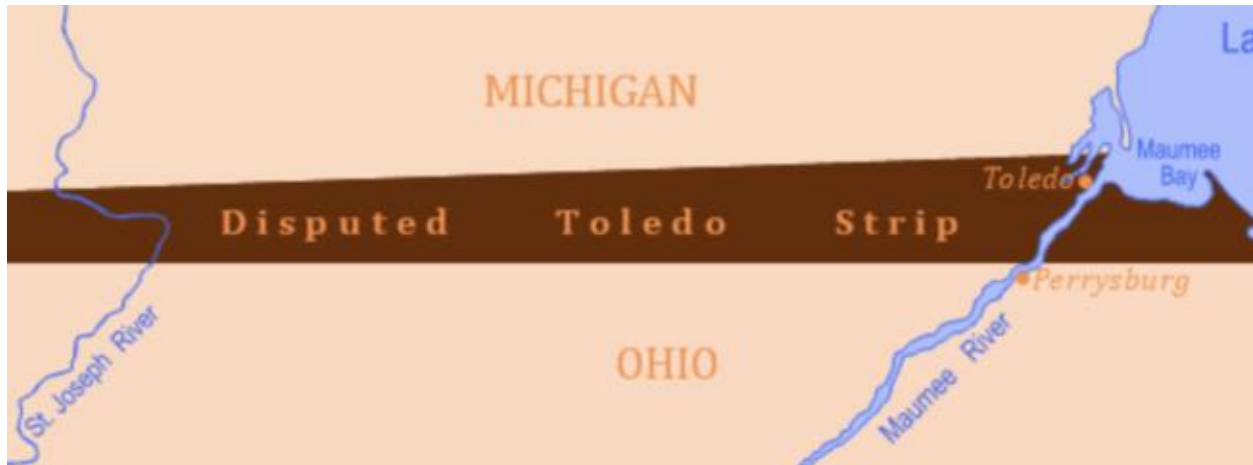 La
MICHIGAN
Maumee
Bay
Toledo
Disputed Toledo Strip
Perrysburg
St. Joseph River
OHIO
Maumee River